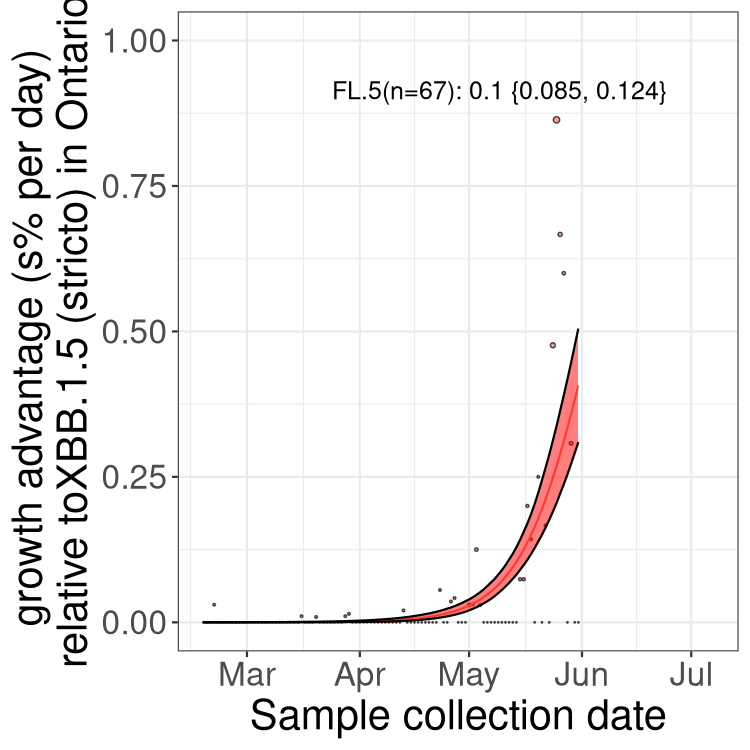 growth advantage (s% per day)
relative toXBB.1.5 (stricto) in Ontario
1.00
0.75
0.50
0.25
0.00
FL.5(n=67): 0.1 {0.085, 0.124}
Mar Apr May Jun Jul
Sample collection date